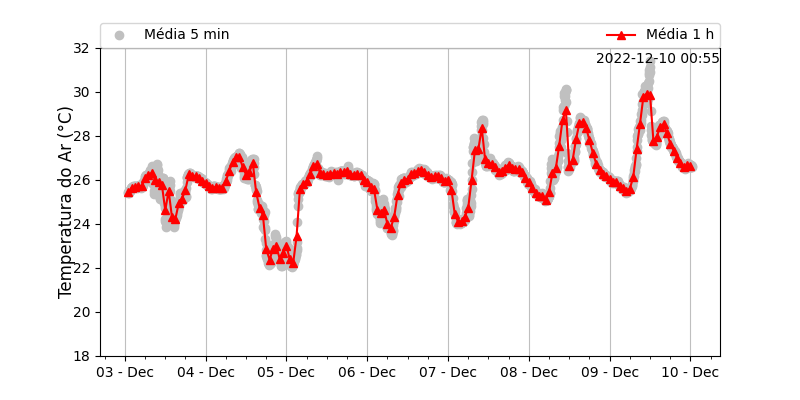 Média 5 min
Média 1 h
2022-12-10 00:55
Temperatura do Ar (°C)
32
30
28
26
24
22
20
18
03 - Dec
04 - Dec
05 - Dec
06 - Dec
07 - Dec
08 - Dec
09 - Dec
10 - Dec